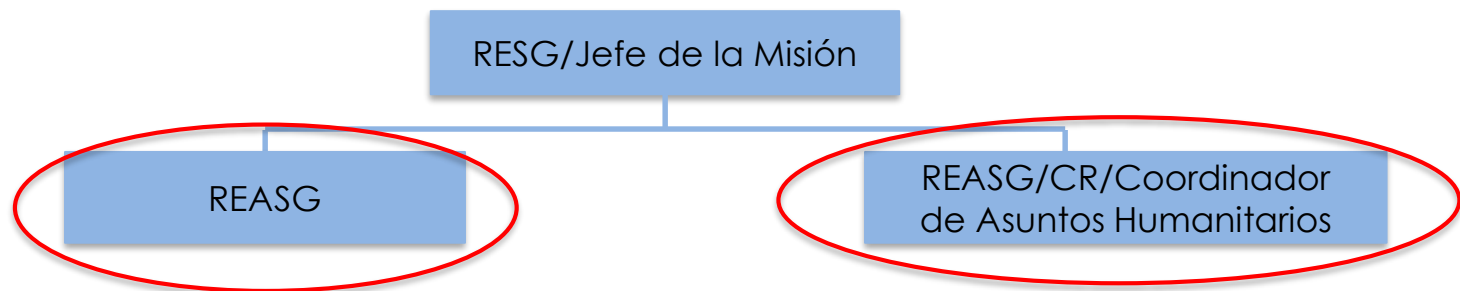 RESG/Jefe de la Misión
REASG
REASG/CR/Coordinador
de Asuntos Humanitarios